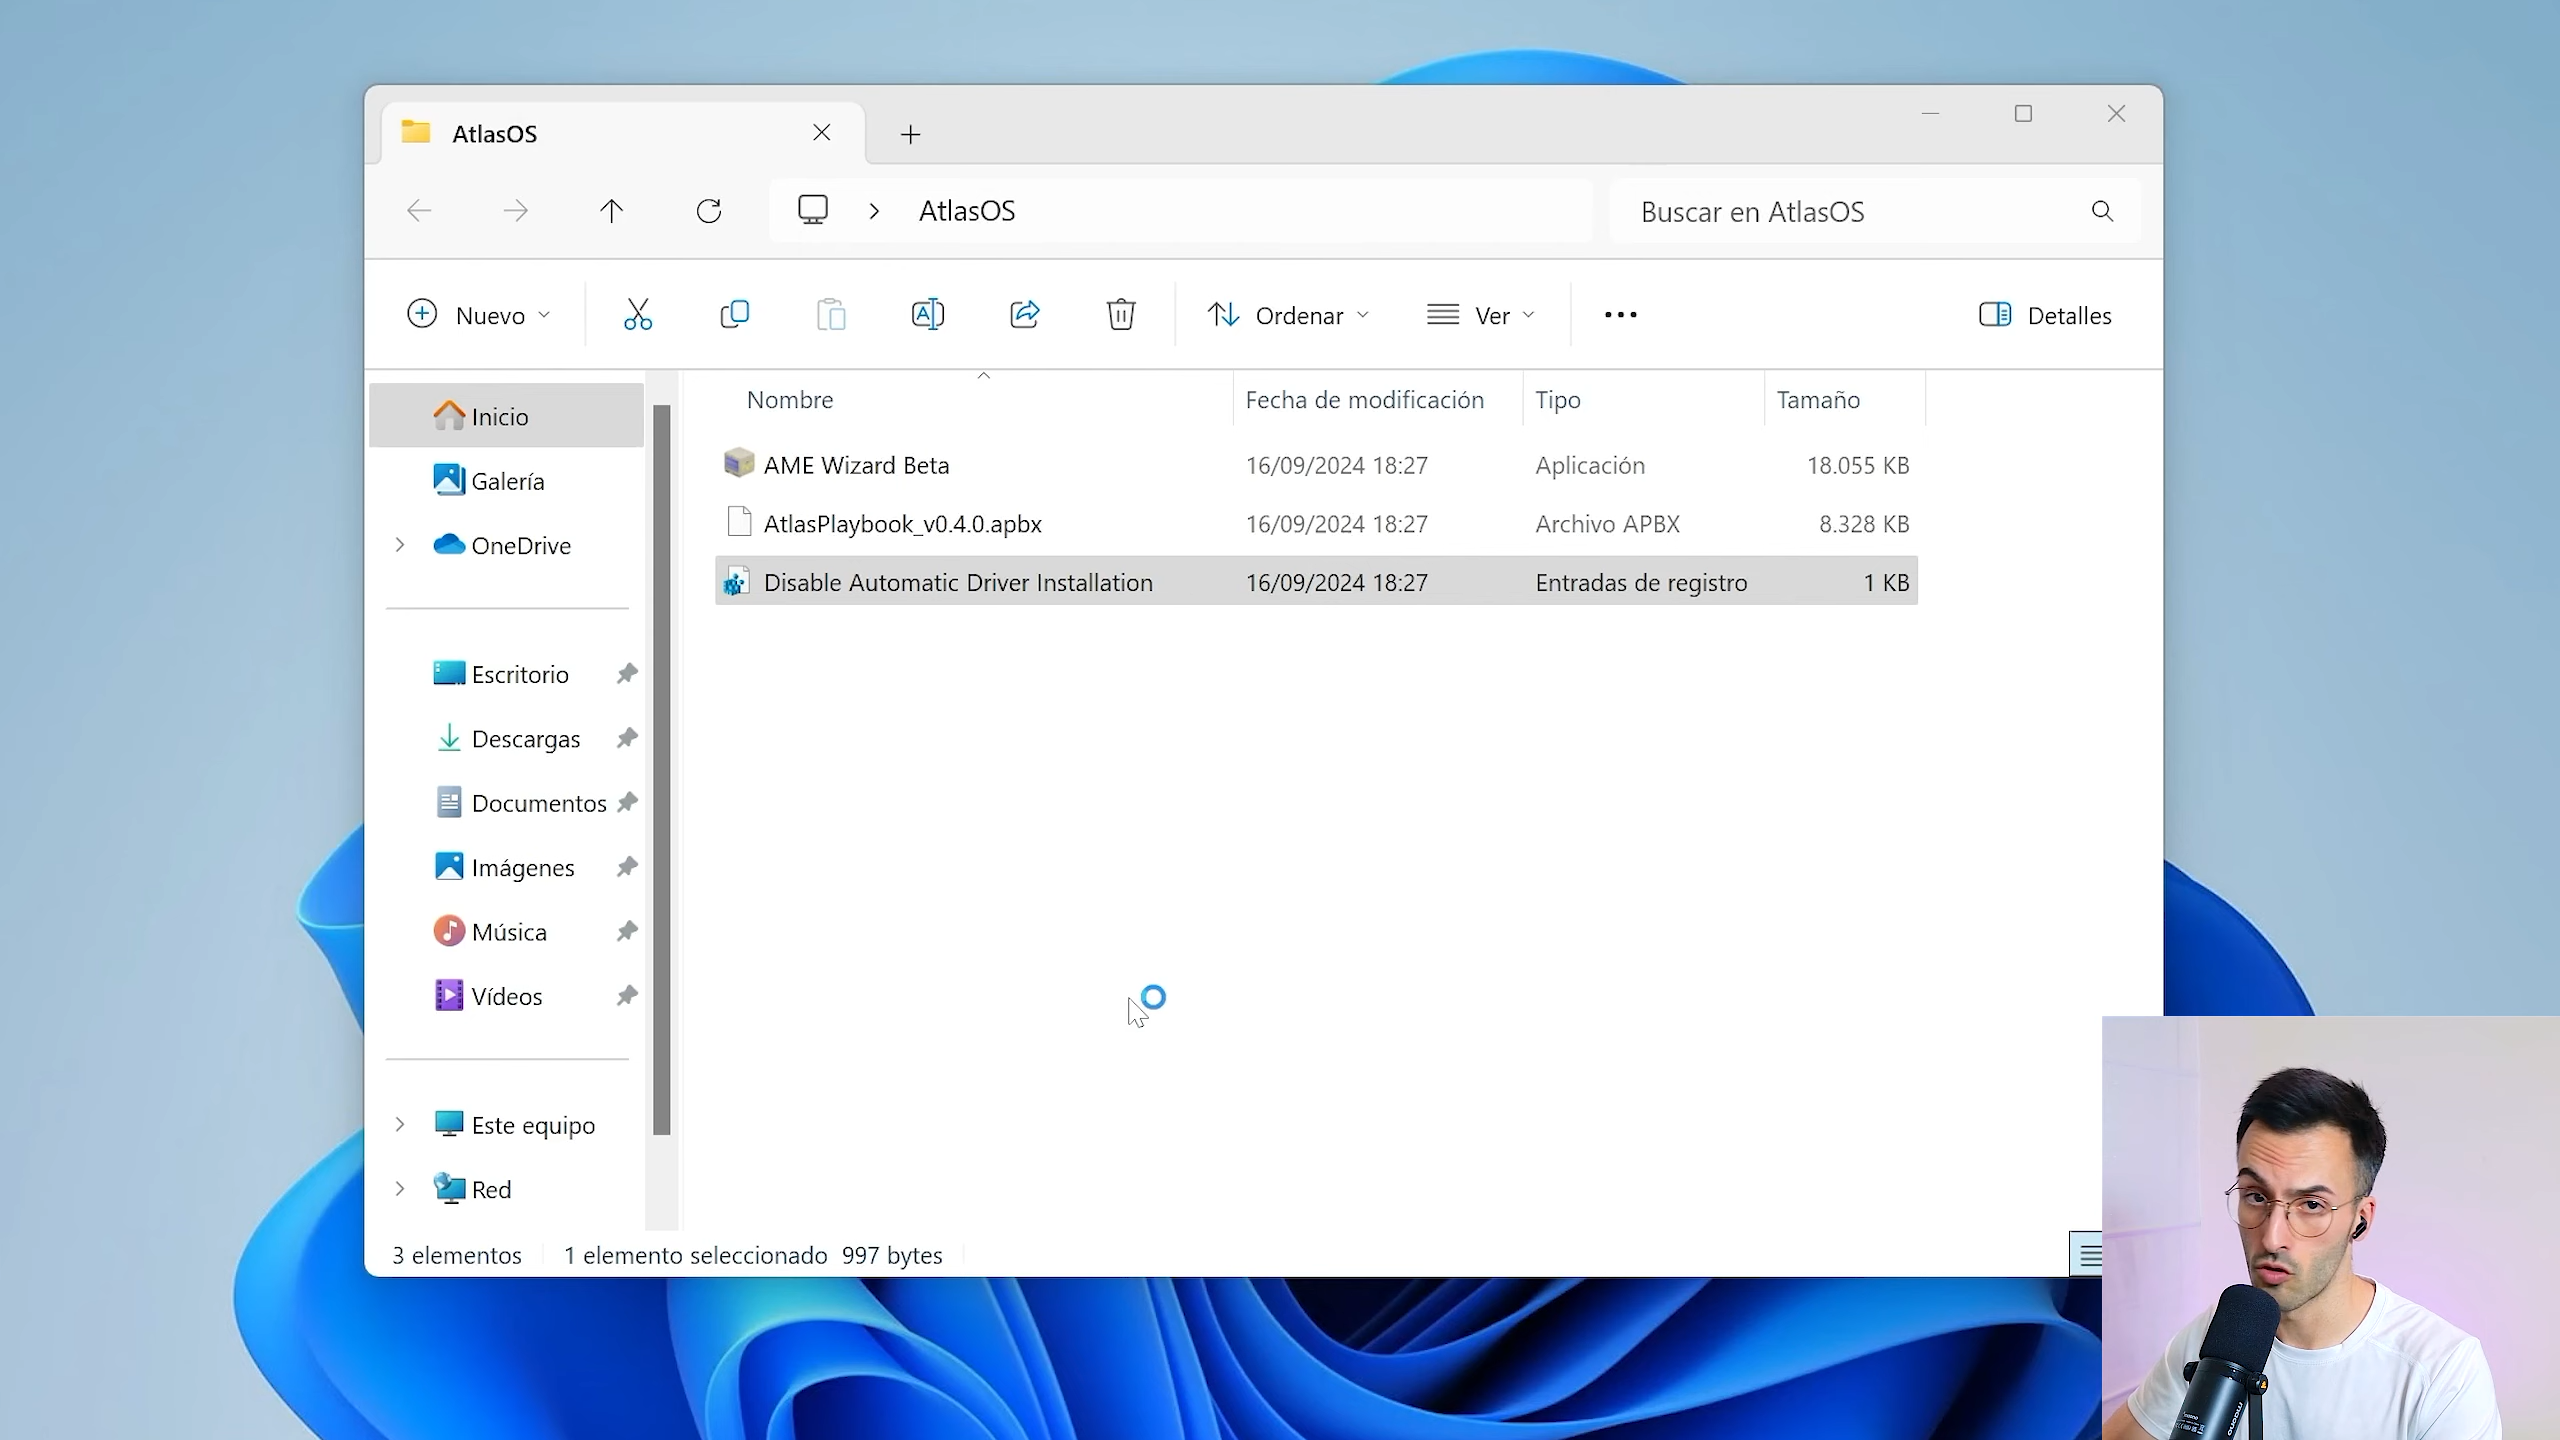 AtlasOS
AtlasOS
Buscar en AtlasOS
Nuevo
Ordenar
Ver
Detalles
Nombre Fecha de modificación Tipo Tamaño
AME Wizard Beta 16/09/2024 18:27 Aplicación 18.055 KB
AtlasPlaybook_v0.4.0.apbx 16/09/2024 18:27 Archivo APBX 8.328 KB
Disable Automatic Driver Installation 16/09/2024 18:27 Entradas de registro 1 KB
Inicio
Galería
OneDrive
Escritorio
Descargas
Documentos
Imágenes
Música
Vídeos
Este equipo
Red
3 elementos 1 elemento seleccionado 997 bytes